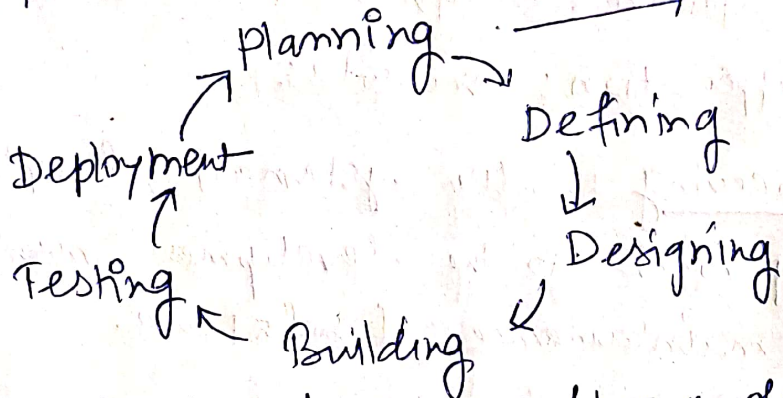 Planning
Defining
Deployment
Designing
Testing
Building